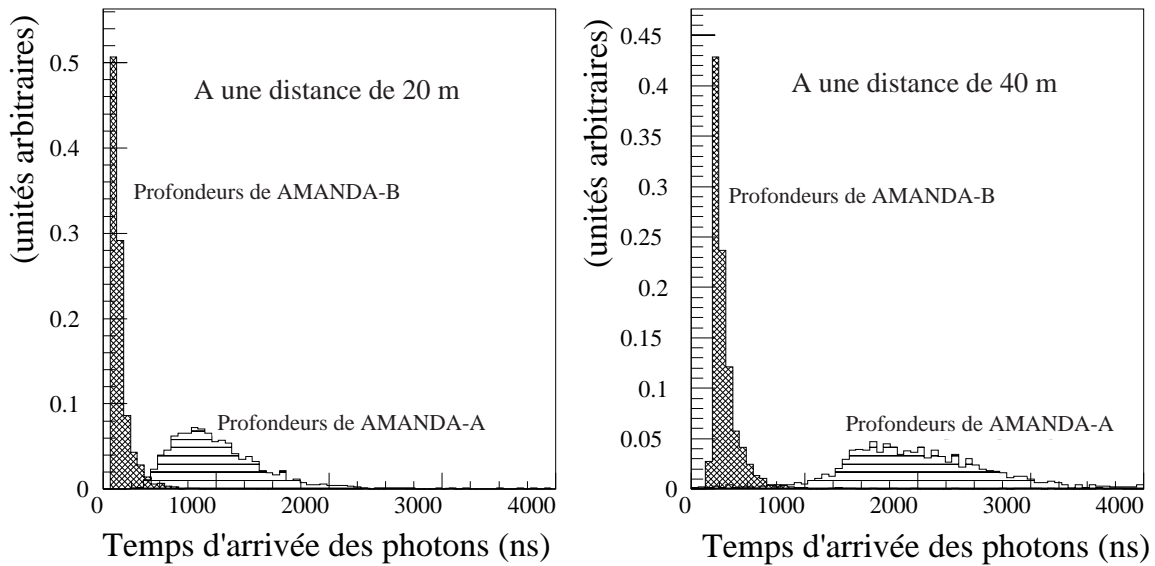 (unités arbitraires)
0.5
0.4
0.3
0.2
0.1
0
A une distance de 20 m
Profondeurs de AMANDA-B
Profondeurs de AMANDA-A
0 1000 2000 3000 4000
Temps d'arrivée des photons (ns)
(unités arbitraires)
0.45
0.4
0.35
0.3
0.25
0.2
0.15
0.1
0.05
0
A une distance de 40 m
Profondeurs de AMANDA-B
Profondeurs de AMANDA-A
0 1000 2000 3000 4000
Temps d'arrivée des photons (ns)